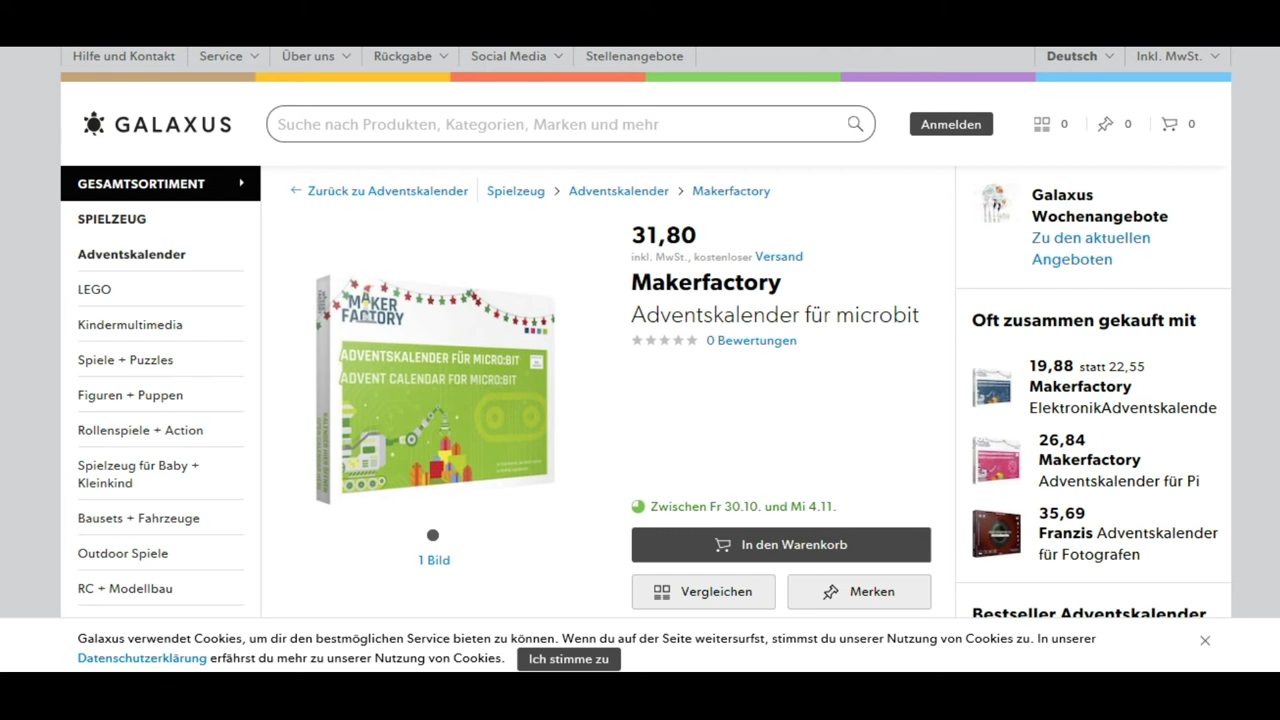 Hilfe und Kontakt
Service
Über uns
Rückgabe
Social Media
Stellenangebote
Deutsch
Inkl. MwSt.
GALAXUS
Suche nach Produkten, Kategorien, Marken und mehr
Anmelden
0
0
0
GESAMTSORTIMENT
SPIELZEUG
Adventskalender
LEGO
Kindermultimedia
Spiele + Puzzles
Figuren + Puppen
Rollenspiele + Action
Spielzeug für Baby +
Kleinkind
Bausets + Fahrzeuge
Outdoor Spiele
RC + Modellbau
← Zurück zu Adventskalender
Spielzeug > Adventskalender > Makerfactory
MAKER
FACTORY
ADVENTSKALENDER FÜR MICRO:BIT
ADVENT CALENDAR FOR MICRO:BIT
1 Bild
31,80
inkl. MwSt., kostenloser Versand
Makerfactory
Adventskalender für microbit
0 Bewertungen
Zwischen Fr 30.10. und Mi 4.11.
In den Warenkorb
Vergleichen
Merken
Galaxus
Wochenangebote
Zu den aktuellen
Angeboten
Oft zusammen gekauft mit
19,88 statt 22,55
Makerfactory
ElektronikAdventskalende
26,84
Makerfactory
Adventskalender für Pi
35,69
Franzis Adventskalender
für Fotografen
Bestseller Adventskalender
Galaxus verwendet Cookies, um dir den bestmöglichen Service bieten zu können. Wenn du auf der Seite weitersurfst, stimmst du unserer Nutzung von Cookies zu. In unserer
Datenschutzerklärung erfährst du mehr zu unserer Nutzung von Cookies.
Ich stimme zu